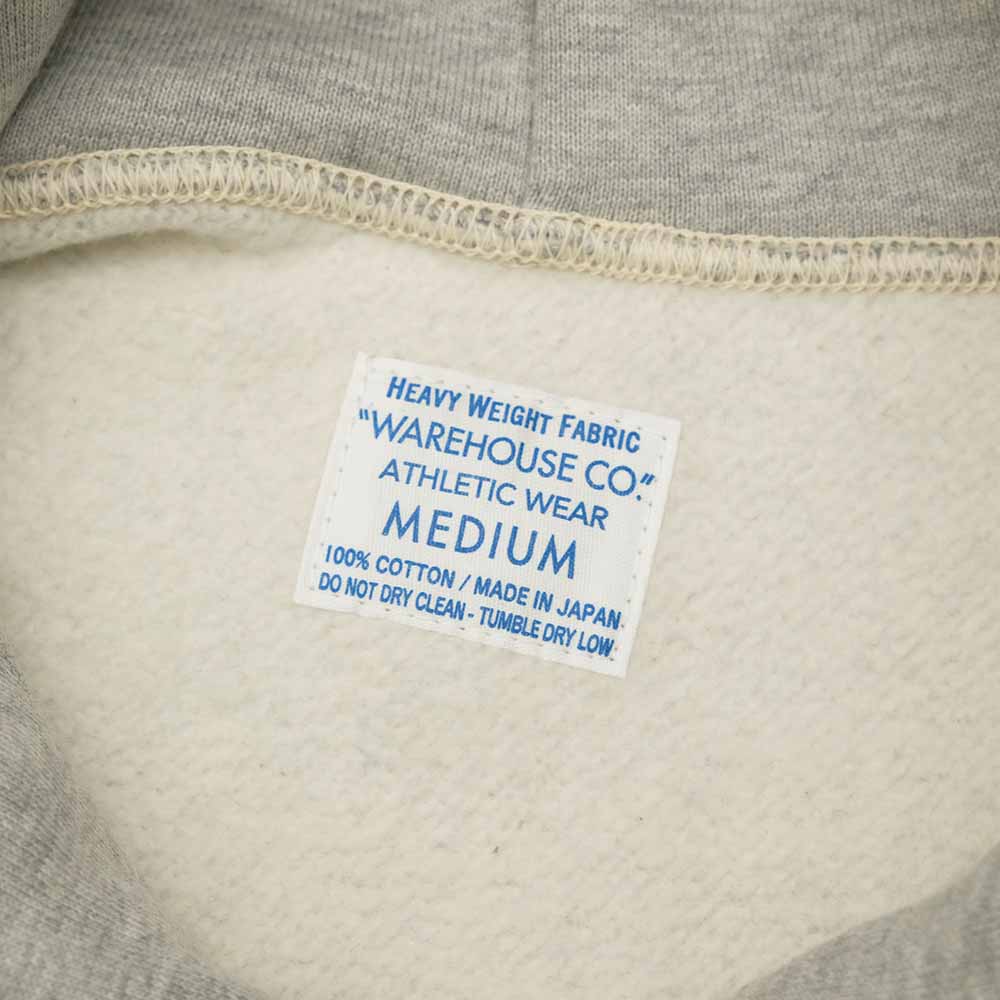 HEAVY WEIGHT FABRIC
"WAREHOUSE CO."
ATHLETIC WEAR
MEDIUM
100% COTTON / MADE IN JAPAN
DO NOT DRY CLEAN - TUMBLE DRY LOW